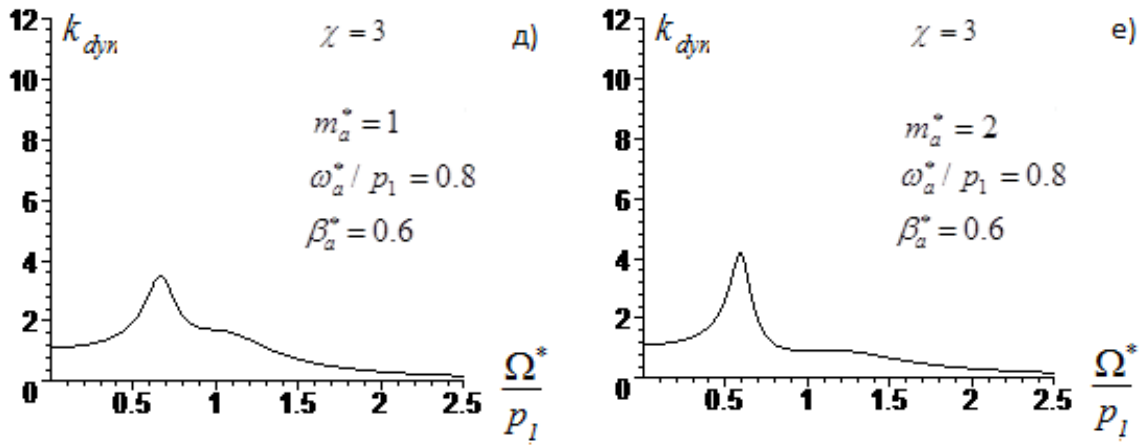 12
k_dyn
χ = 3
д)
10
m_a^* = 1
8
ω_a^* / p_1 = 0.8
6
β_a^* = 0.6
4
2
0
0.5
1
1.5
2
2.5
Ω^*
p_1
12
k_dyn
χ = 3
е)
10
m_a^* = 2
8
ω_a^* / p_1 = 0.8
6
β_a^* = 0.6
4
2
0
0.5
1
1.5
2
2.5
Ω^*
p_1